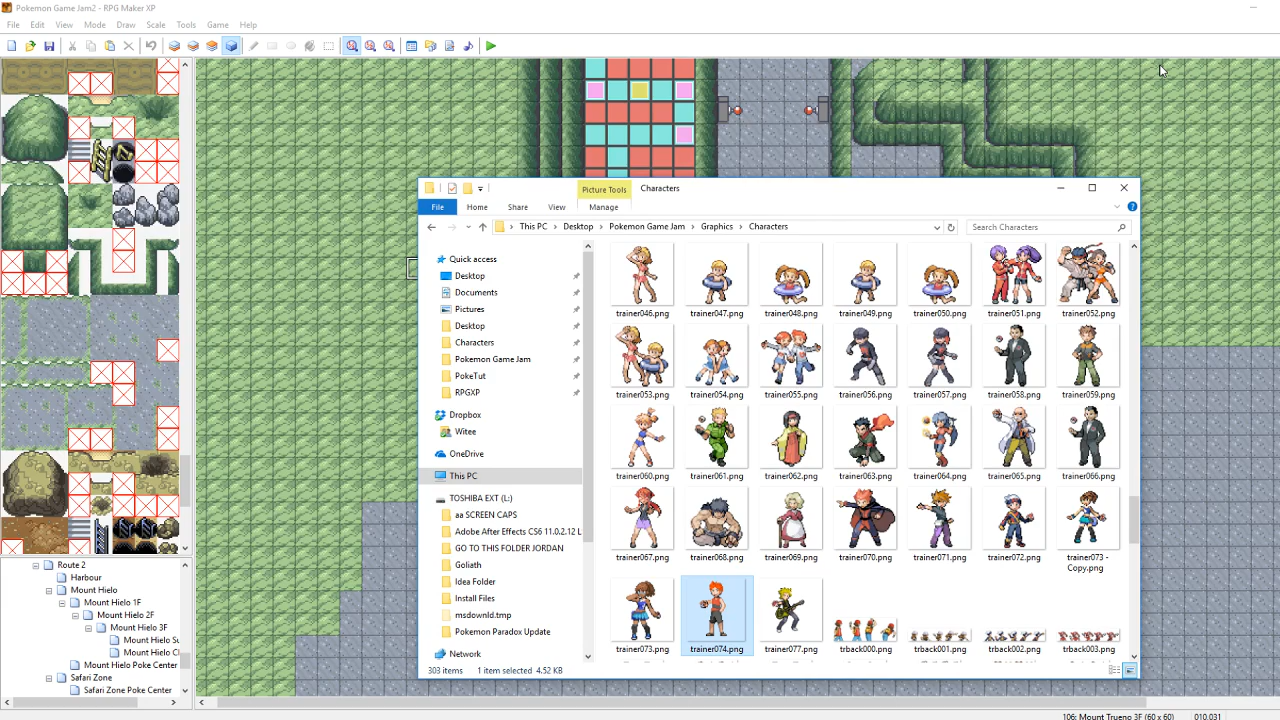 Pokemon Game Jam2 - RPG Maker XP
File Edit View Mode Draw Scale Tools Game Help
Picture Tools Characters
File Home Share View Manage
This PC Desktop Pokemon Game Jam Graphics Characters
Search Characters
Quick access
Desktop
Documents
Pictures
Desktop
Characters
Pokemon Game Jam
PokeTut
RPGXP
Dropbox
Witee
OneDrive
This PC
TOSHIBA EXT (L:)
aa SCREEN CAPS
Adobe After Effects CS6 11.0.2.12 L
GO TO THIS FOLDER JORDAN
Goliath
Idea Folder
Install Files
msdownld.tmp
Pokemon Paradox Update
Network
trainer046.png trainer047.png trainer048.png trainer049.png trainer050.png trainer051.png trainer052.png
trainer053.png trainer054.png trainer055.png trainer056.png trainer057.png trainer058.png trainer059.png
trainer060.png trainer061.png trainer062.png trainer063.png trainer064.png trainer065.png trainer066.png
trainer067.png trainer068.png trainer069.png trainer070.png trainer071.png trainer072.png trainer073 -
Copy.png
trainer073.png trainer074.png trainer077.png trback000.png trback001.png trback002.png trback003.png
303 items 1 item selected 4.52 KB
Route 2
Harbour
Mount Hielo
Mount Hielo 1F
Mount Hielo 2F
Mount Hielo 3F
Mount Hielo Su
Mount Hielo Cl
Mount Hielo Poke Center
Safari Zone
Safari Zone Poke Center
106: Mount Trueno 3F (60 x 60) 010.031